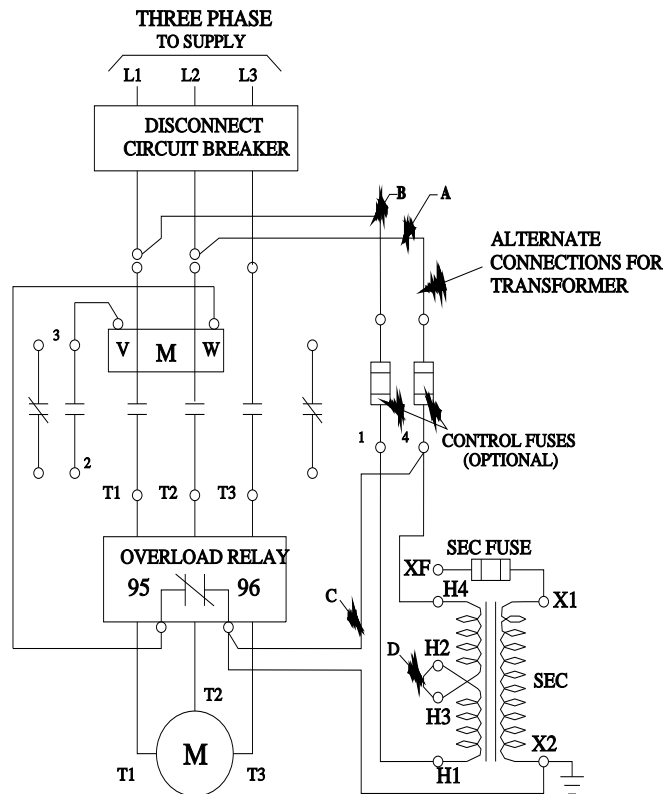 THREE PHASE
TO SUPPLY
L1 L2 L3
DISCONNECT
CIRCUIT BREAKER
B A
ALTERNATE
CONNECTIONS FOR
TRANSFORMER
3
V M W
2
1 4
CONTROL FUSES
(OPTIONAL)
T1 T2 T3
OVERLOAD RELAY
95 96
SEC FUSE
XF
H4 X1
C
D H2
SEC
H3
T2
M
T1 T3
X2
H1